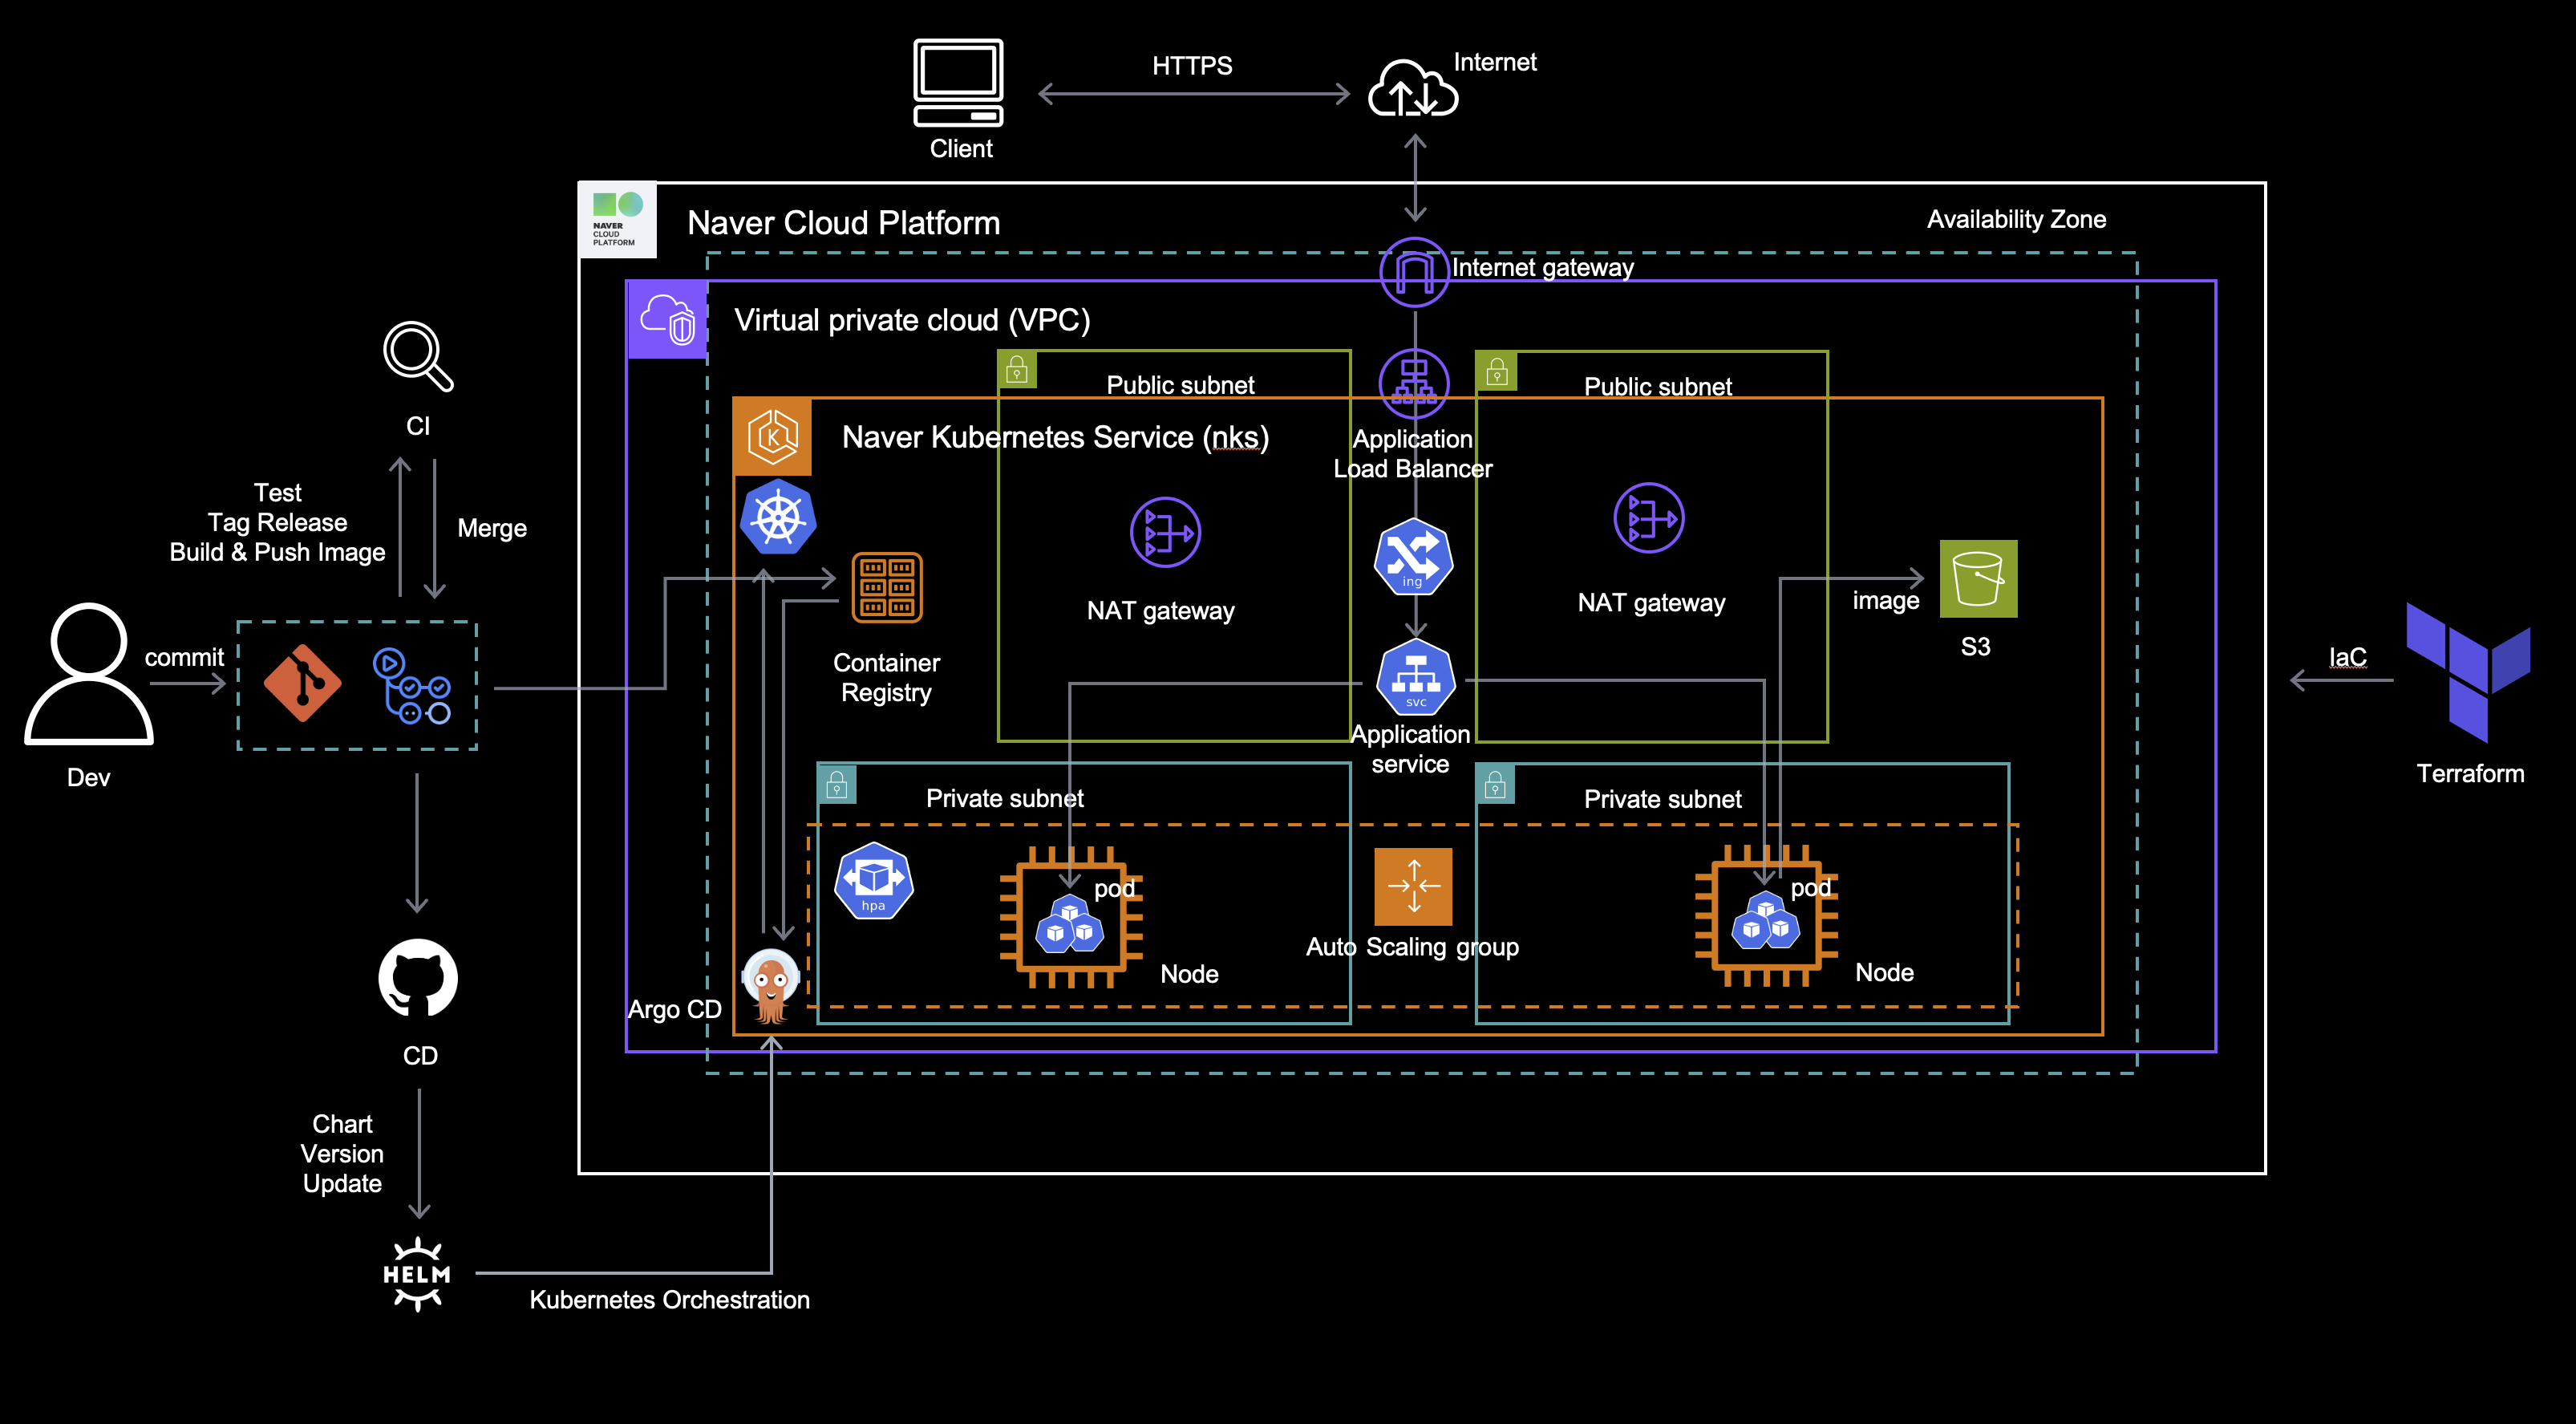 HTTPS
Internet
Client
NAVER
CLOUD
PLATFORM
Naver Cloud Platform
Availability Zone
Internet gateway
Virtual private cloud (VPC)
Public subnet
Public subnet
K
Naver Kubernetes Service (nks)
Application
Load Balancer
CI
Test
Tag Release
Build & Push Image
Merge
ing
NAT gateway
NAT gateway
image
S3
commit
Container
Registry
svc
Application
service
IaC
Terraform
Dev
Private subnet
Private subnet
hpa
pod
pod
Auto Scaling group
Node
Node
Argo CD
CD
Chart
Version
Update
HELM
Kubernetes Orchestration